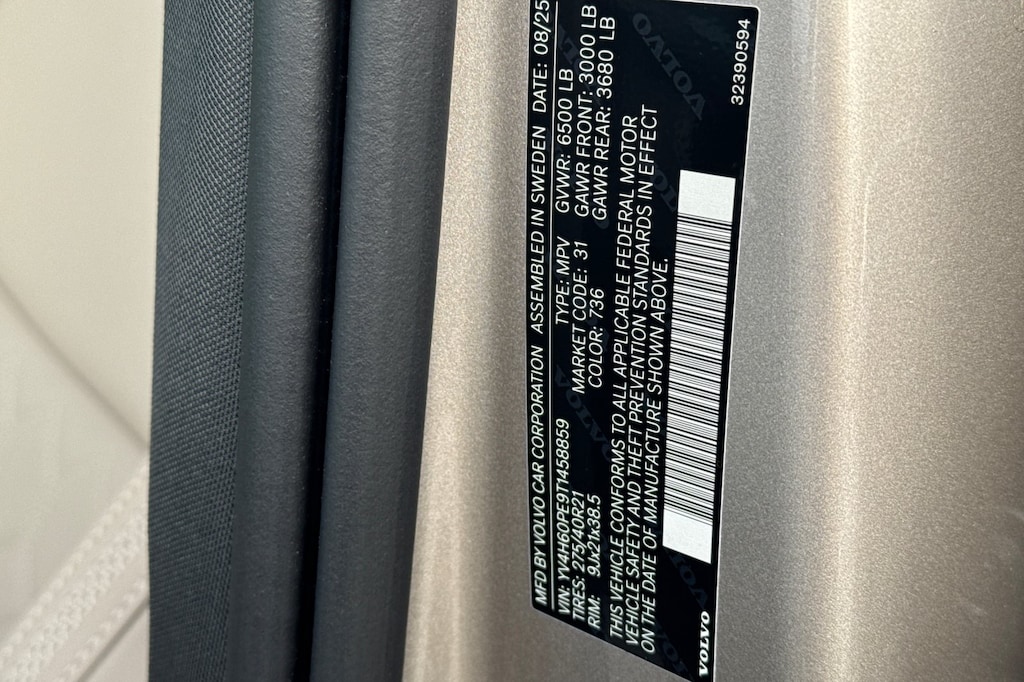 MFD BY VOLVO CAR CORPORATION ASSEMBLED IN SWEDEN DATE: 08/25
VIN: YV4H60PE9T1458859 TYPE: MPV GVWR: 6500 LB
TIRES: 275/40R21 MARKET CODE: 31 GAWR FRONT: 3000 LB
RIM: 9Jx21x38.5 COLOR: 736 GAWR REAR: 3680 LB
THIS VEHICLE CONFORMS TO ALL APPLICABLE FEDERAL MOTOR
VEHICLE SAFETY AND THEFT PREVENTION STANDARDS IN EFFECT
ON THE DATE OF MANUFACTURE SHOWN ABOVE.
VOLVO 32390594